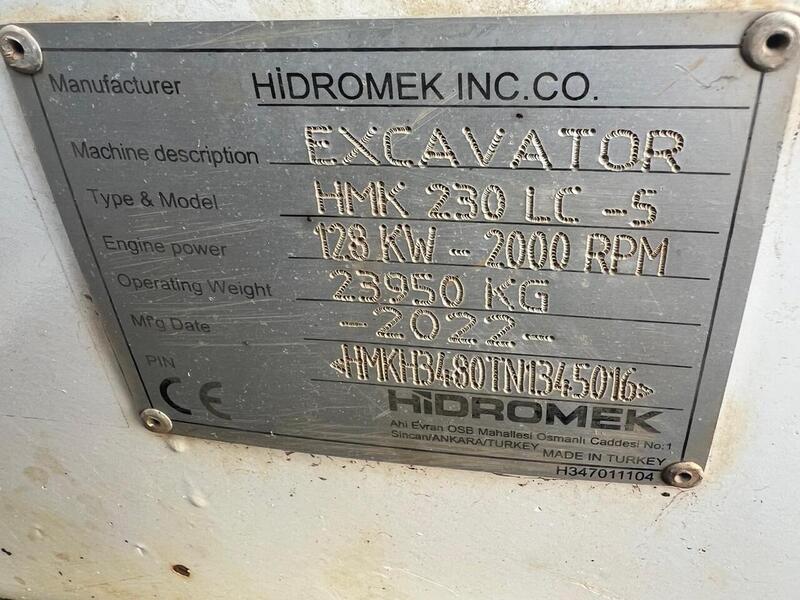 Manufacturer HİDROMEK INC.CO.
Machine description EXCAVATOR
Type & Model HMK 230 LC -5
Engine power 128 KW - 2000 RPM
Operating Weight 23950 KG
Mfg Date -2022-
PIN <HMKH3480TN1345016>
CE HİDROMEK
Ahi Evran OSB Mahallesi Osmanlı Caddesi No:1
Sincan/ANKARA/TURKEY
MADE IN TURKEY
H347011104